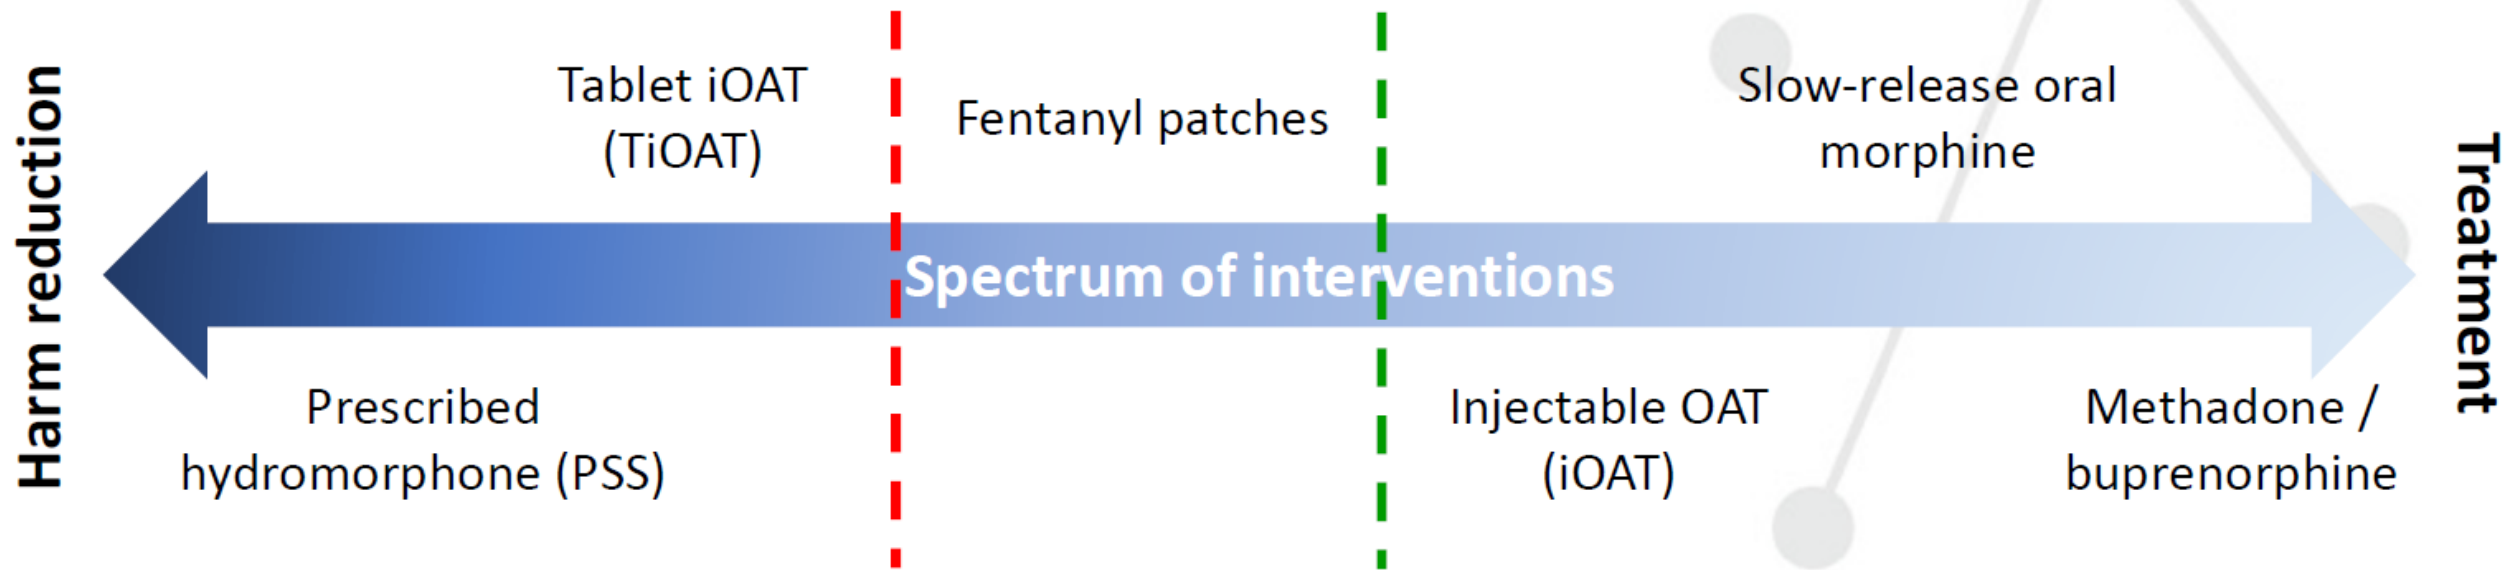 Harm reduction
Tablet iOAT
(TiOAT)
Fentanyl patches
Slow-release oral
morphine
Spectrum of interventions
Prescribed
hydromorphone (PSS)
Injectable OAT
(iOAT)
Methadone /
buprenorphine
Treatment